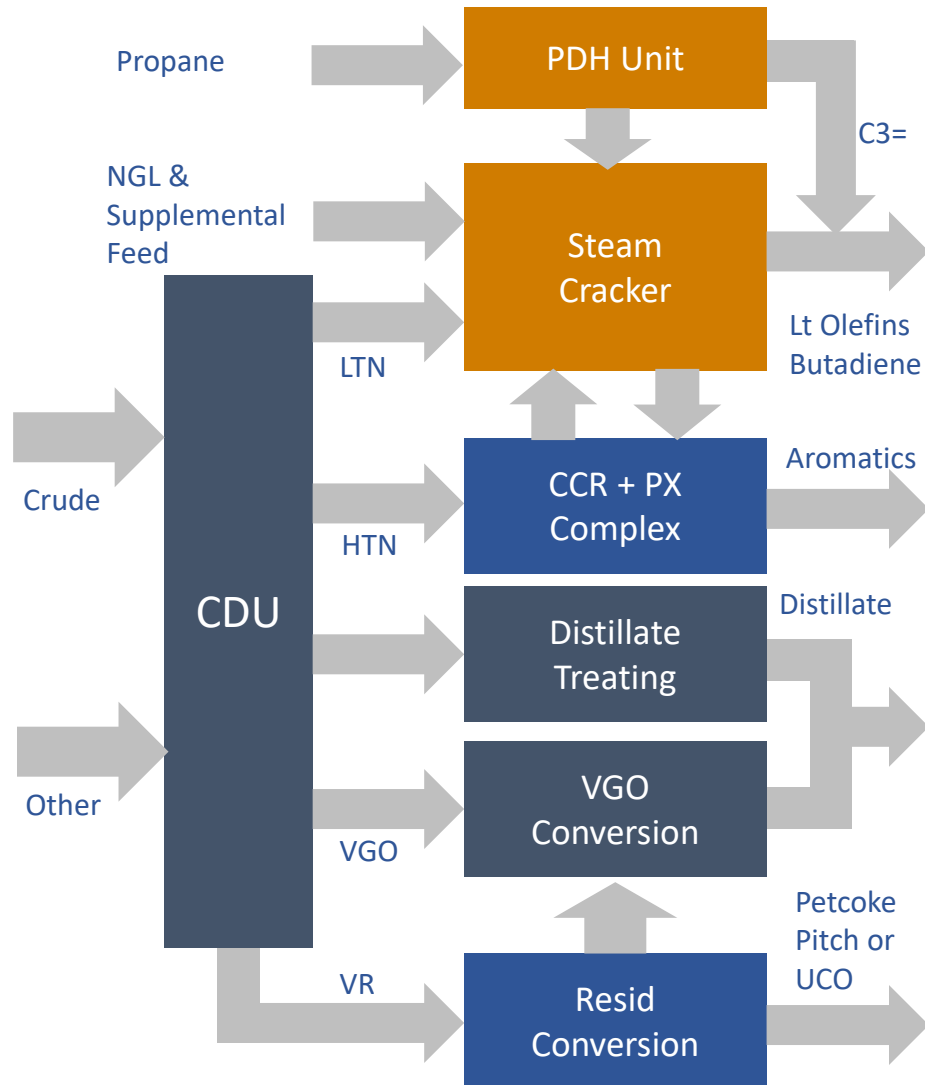 Propane
PDH Unit
C3=
NGL &
Supplemental
Feed
Steam
Cracker
LTN
Lt Olefins
Butadiene
Crude
HTN
CCR + PX
Complex
Aromatics
CDU
Distillate
Treating
Distillate
Other
VGO
VGO
Conversion
VR
Resid
Conversion
Petcoke
Pitch or
UCO